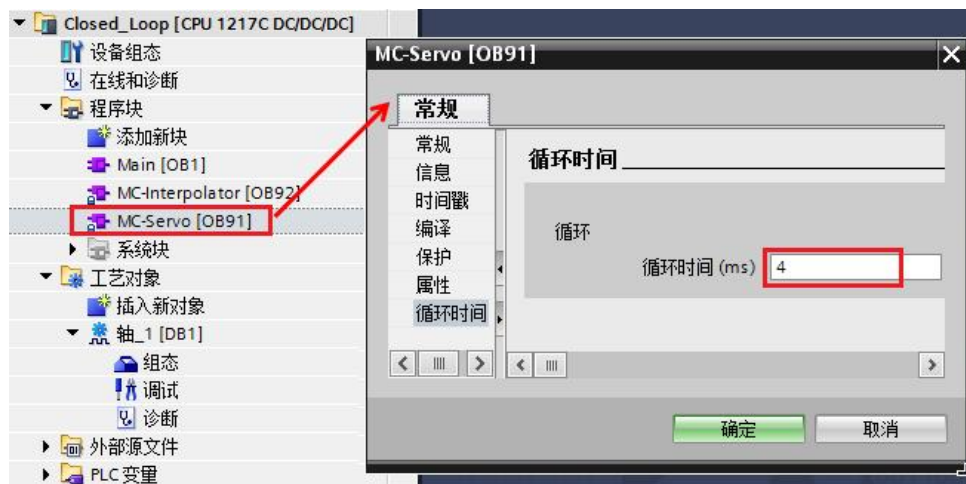 Closed_Loop [CPU 1217C DC/DC/DC]
设备组态
在线和诊断
程序块
添加新块
Main [OB1]
MC-Interpolator [OB92]
MC-Servo [OB91]
系统块
工艺对象
插入新对象
轴_1 [DB1]
组态
调试
诊断
外部源文件
PLC 变量
MC-Servo [OB91]
常规
常规
信息
时间戳
编译
保护
属性
循环时间
循环时间
循环
循环时间 (ms) 4
确定 取消